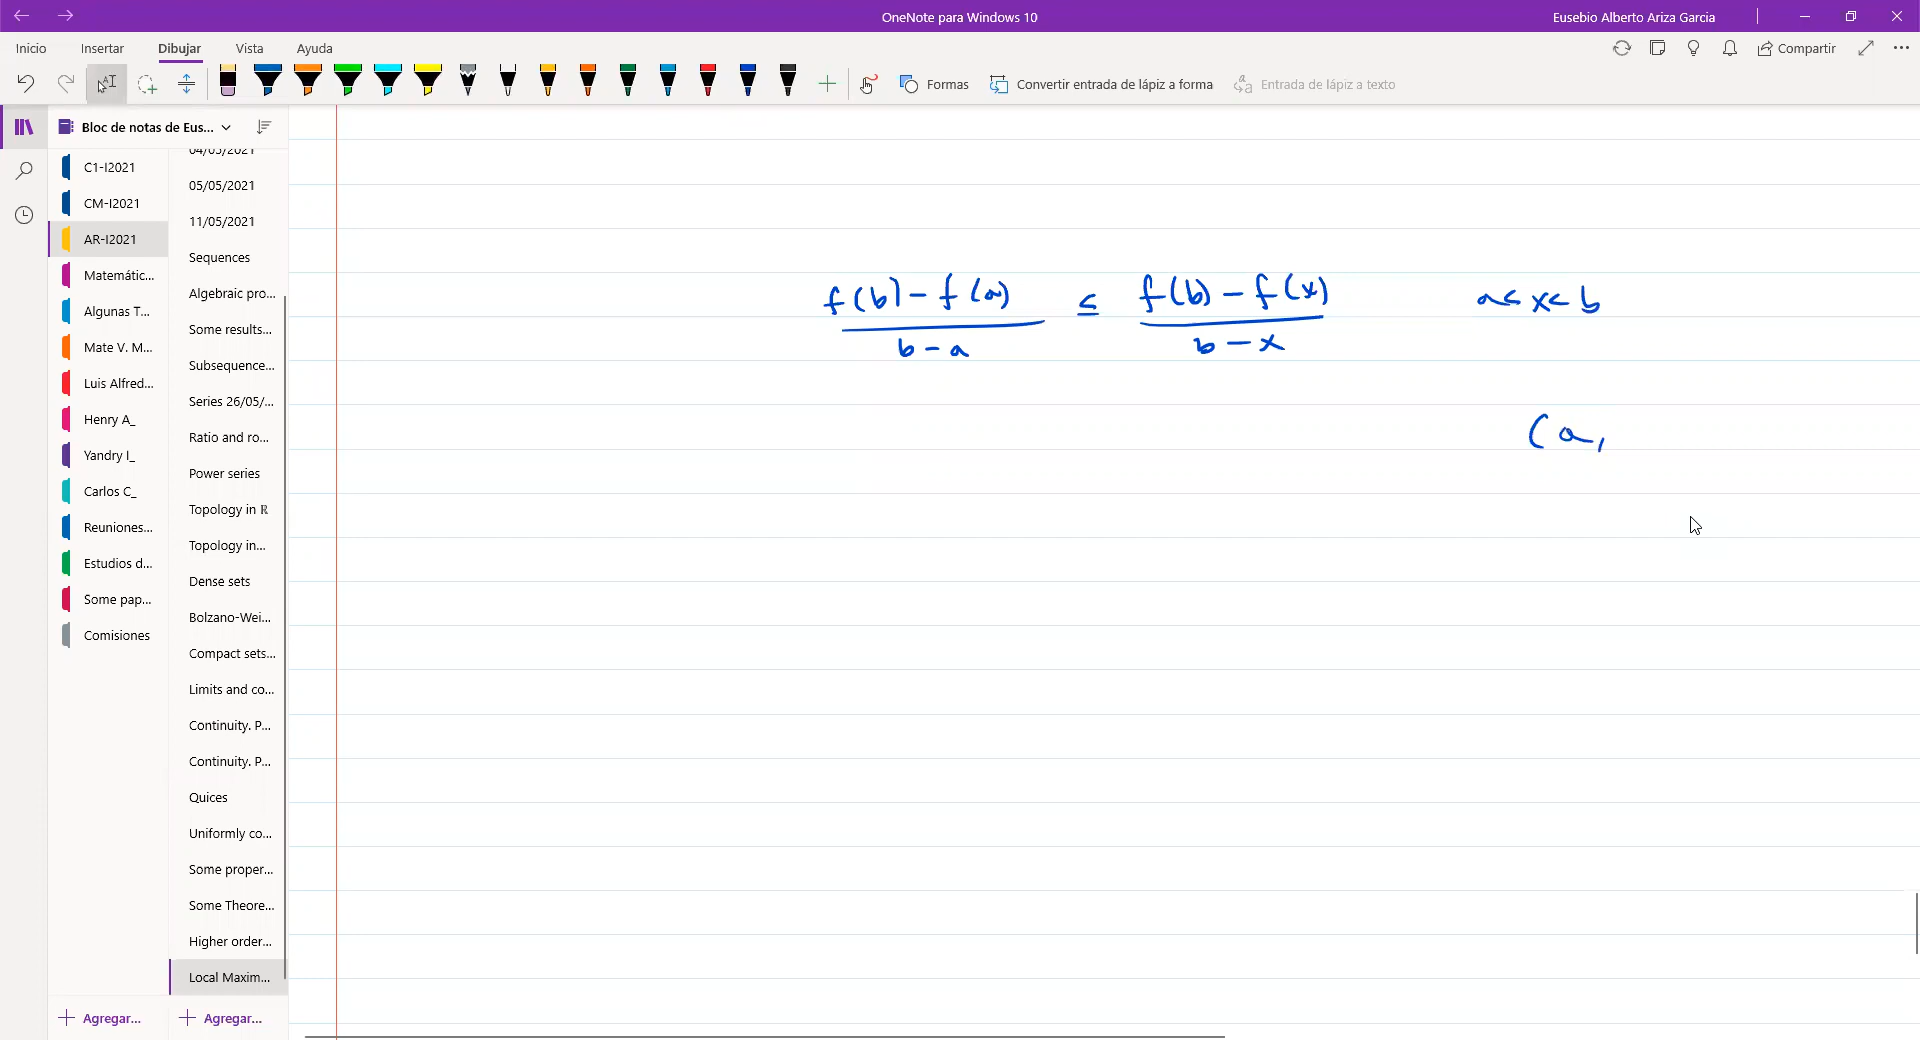 OneNote para Windows 10
Eusebio Alberto Ariza Garcia
Inicio Insertar Dibujar Vista Ayuda
Compartir
Formas
Convertir entrada de lápiz a forma
Entrada de lápiz a texto
Bloc de notas de Eus...
C1-I2021
CM-I2021
AR-I2021
Matemátic...
Algunas T...
Mate V. M...
Luis Alfred...
Henry A_
Yandry I_
Carlos C_
Reuniones...
Estudios d...
Some pap...
Comisiones
Agregar...
04/05/2021
05/05/2021
11/05/2021
Sequences
Algebraic pro...
Some results...
Subsequence...
Series 26/05/...
Ratio and ro...
Power series
Topology in ℝ
Topology in...
Dense sets
Bolzano-Wei...
Compact sets...
Limits and co...
Continuity. P...
Continuity. P...
Quices
Uniformly co...
Some proper...
Some Theore...
Higher order...
Local Maxim...
Agregar...
f(b) - f(a) ≤ f(b) - f(x) a < x < b
b - a b - x
(a,